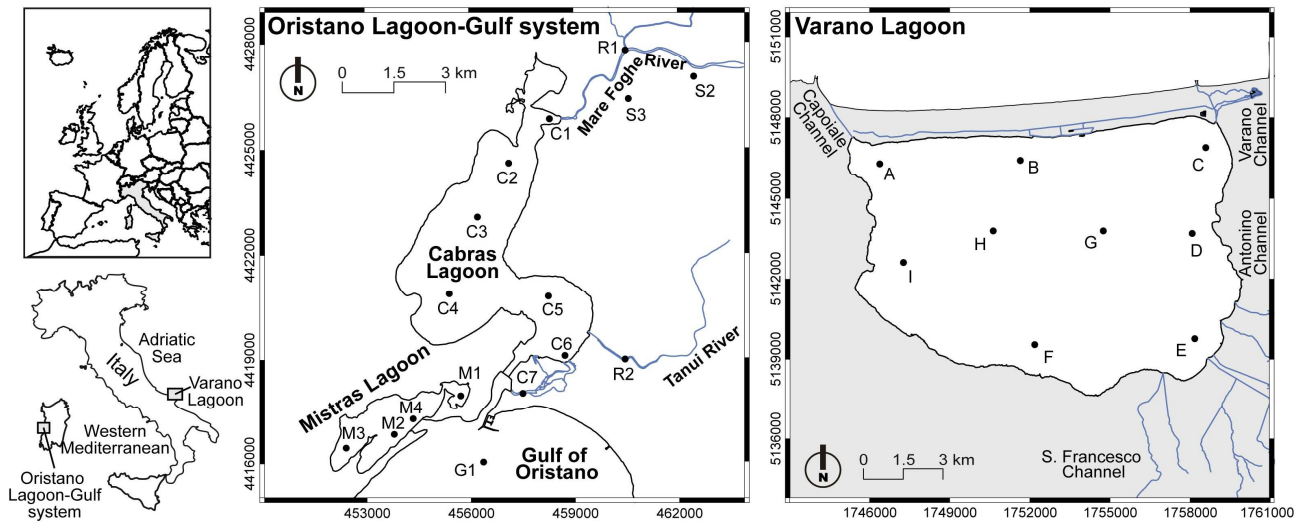 Adriatic
Sea
Italy
Varano
Lagoon
Western
Mediterranean
Oristano
Lagoon-Gulf
system
Oristano Lagoon-Gulf system
N
0 1.5 3 km
R1
Mare Foghe River
S2
S3
C1
C2
C3
Cabras
Lagoon
C4
C5
C6
C7
R2
Tanui River
Mistras Lagoon
M1
M4
M2
M3
G1
Gulf of
Oristano
4428000
4425000
4422000
4419000
4416000
453000 456000 459000 462000
Varano Lagoon
Capoiale
Channel
Varano
Channel
A
B
C
H
G
D
I
F
E
Antonino
Channel
S. Francesco
Channel
N
0 1.5 3 km
5151000
5148000
5145000
5142000
5139000
5136000
1746000 1749000 1752000 1755000 1758000 1761000